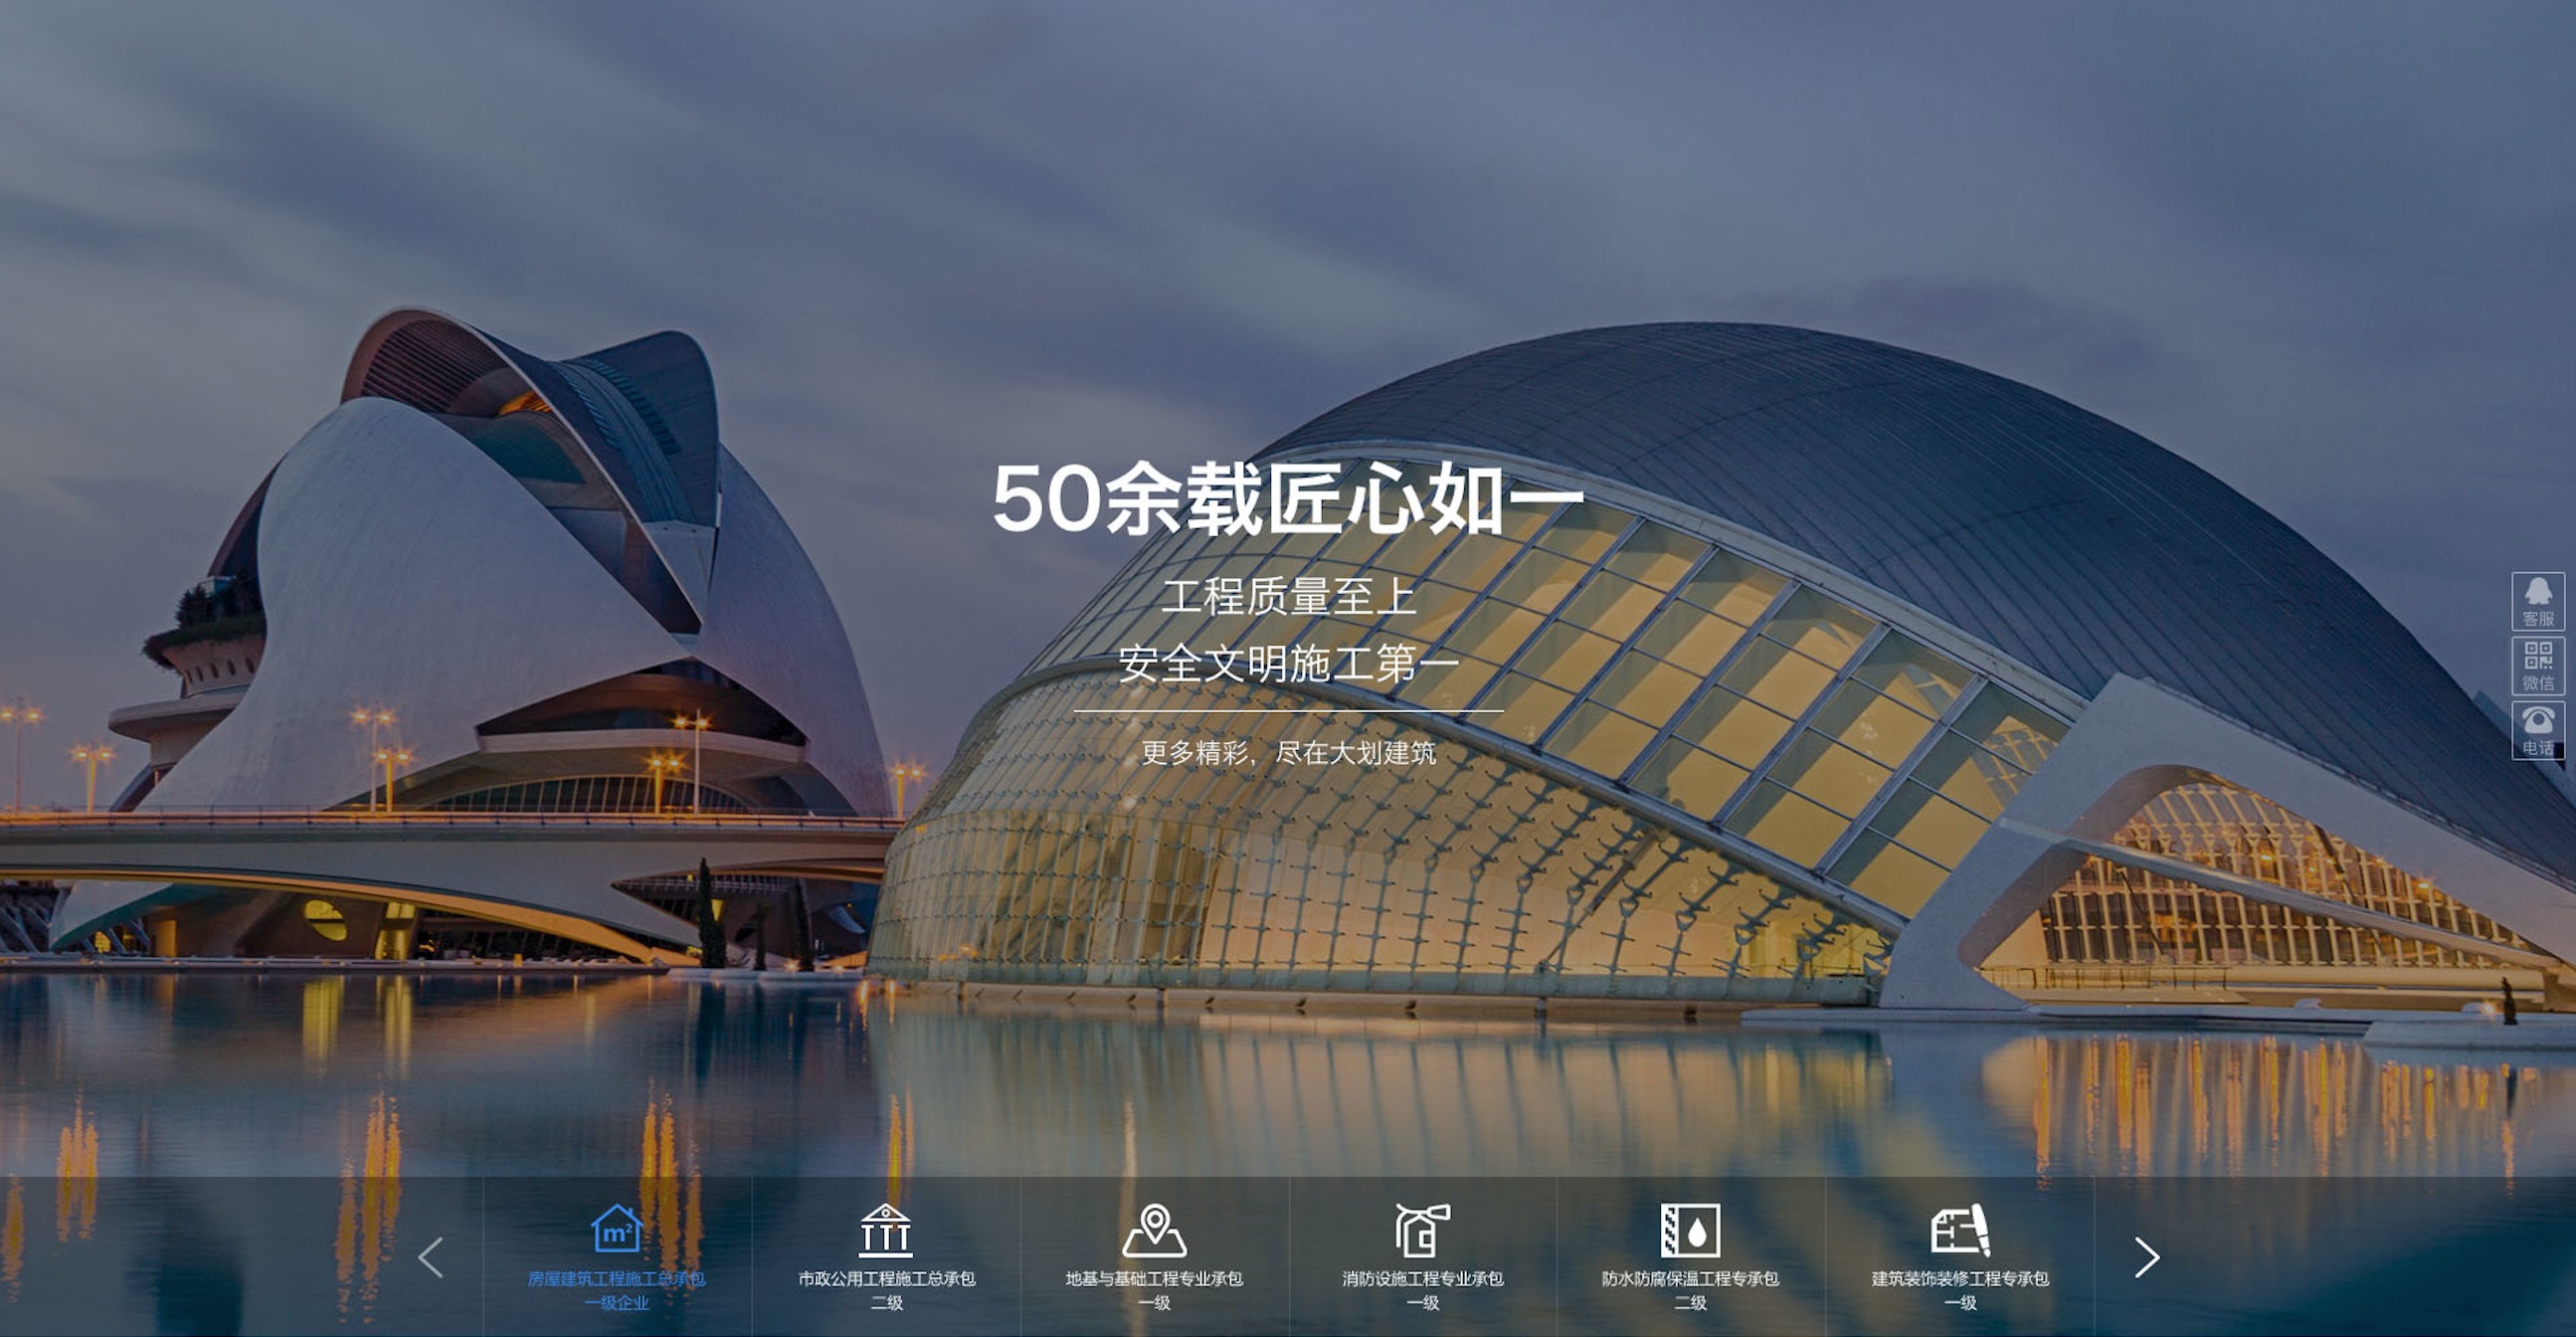 50余载匠心如一
工程质量至上
安全文明施工第一
更多精彩，尽在大划建筑
客服
微信
电话
m²
房屋建筑工程施工总承包
一级企业
市政公用工程施工总承包
二级
地基与基础工程专业承包
一级
消防设施工程专业承包
一级
防水防腐保温工程专承包
二级
建筑装饰装修工程专承包
一级